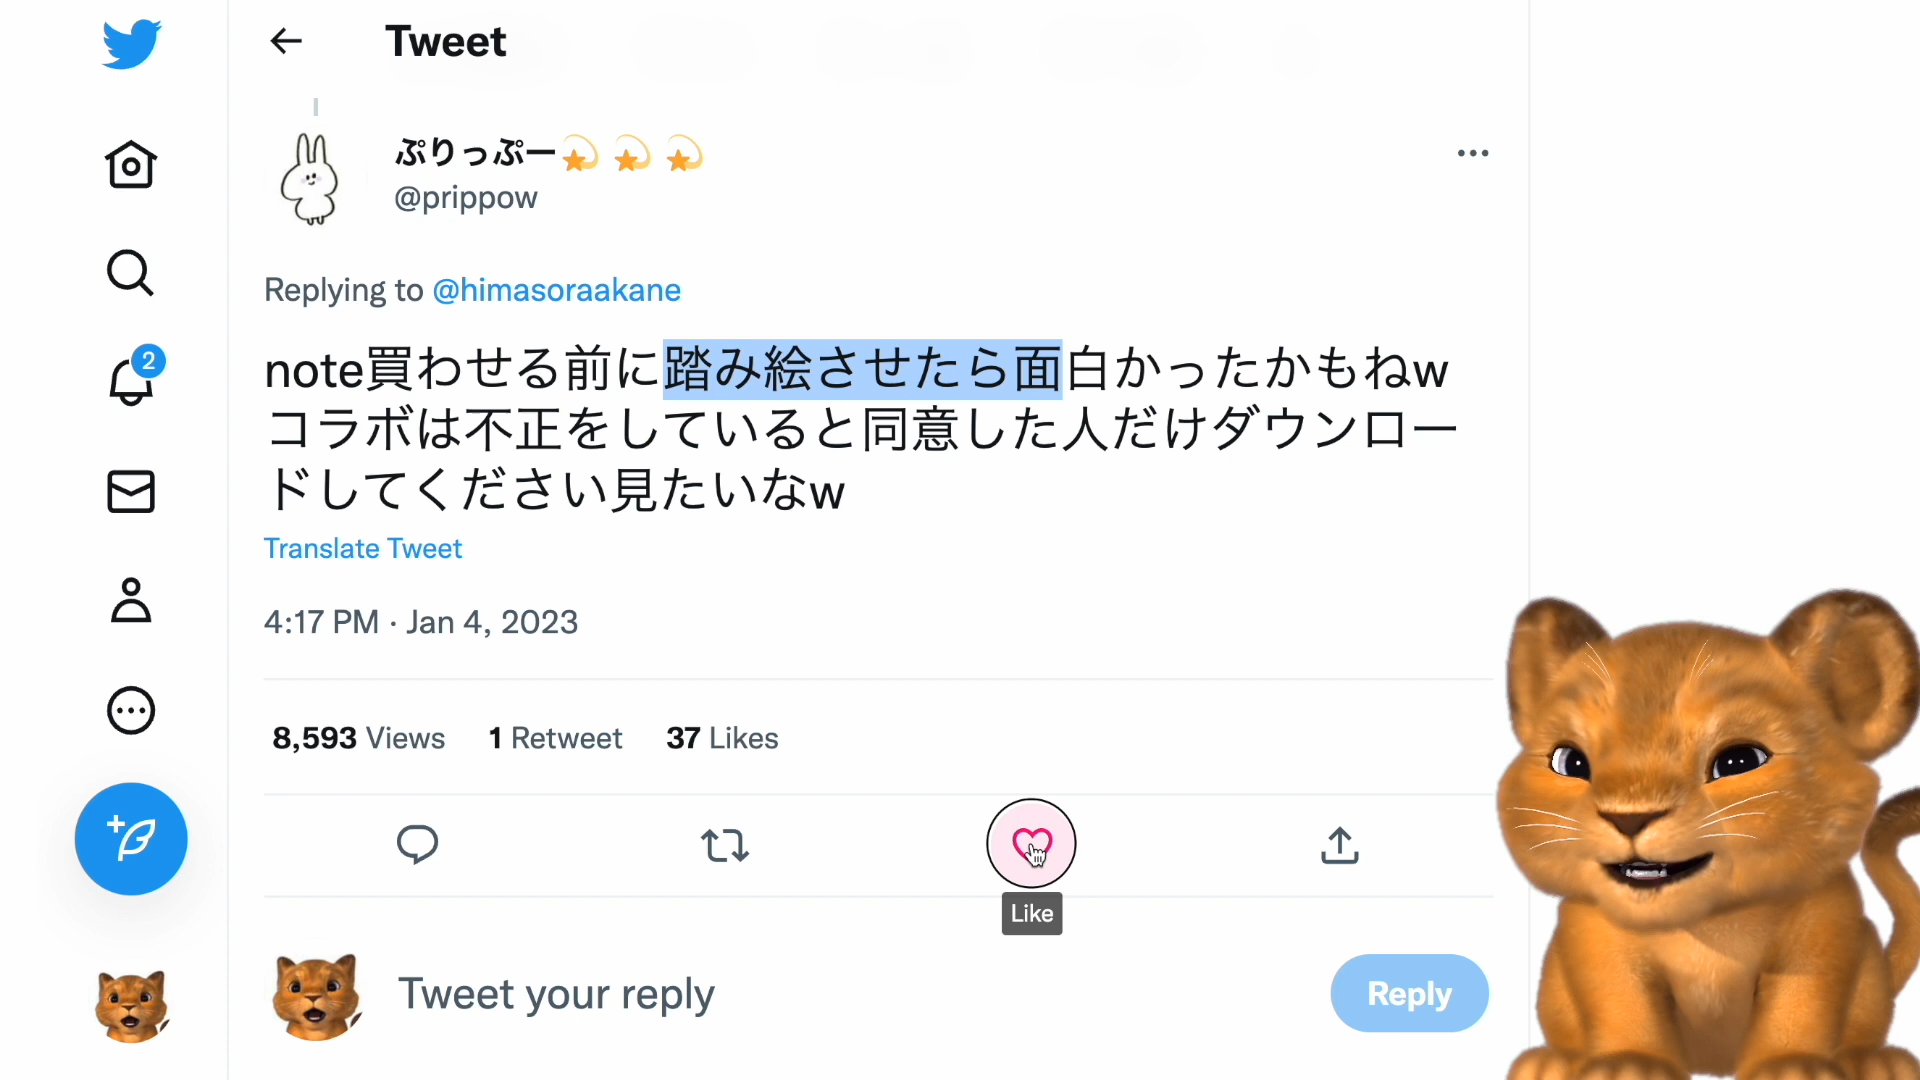 Tweet
ぷりっぷー💫 💫 💫
@prippow
Replying to @himasoraakane
note買わせる前に踏み絵させたら面白かったかもねw
コラボは不正をしていると同意した人だけダウンロー
ドしてください見たいなw
Translate Tweet
4:17 PM · Jan 4, 2023
8,593 Views 1 Retweet 37 Likes
Like
Tweet your reply
Reply
2